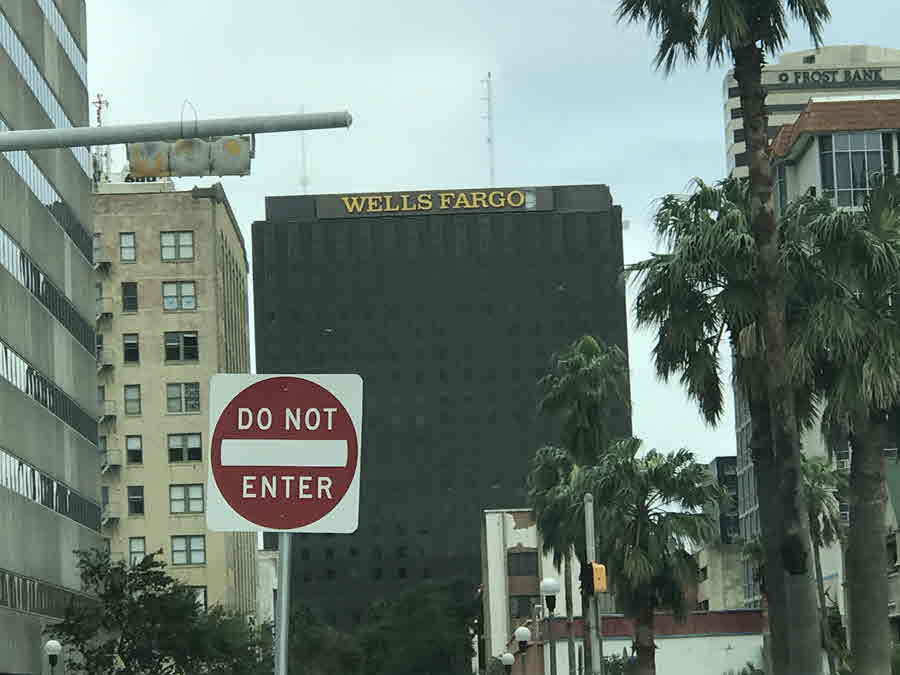 FROST BANK
WELLS FARGO
DO NOT
ENTER